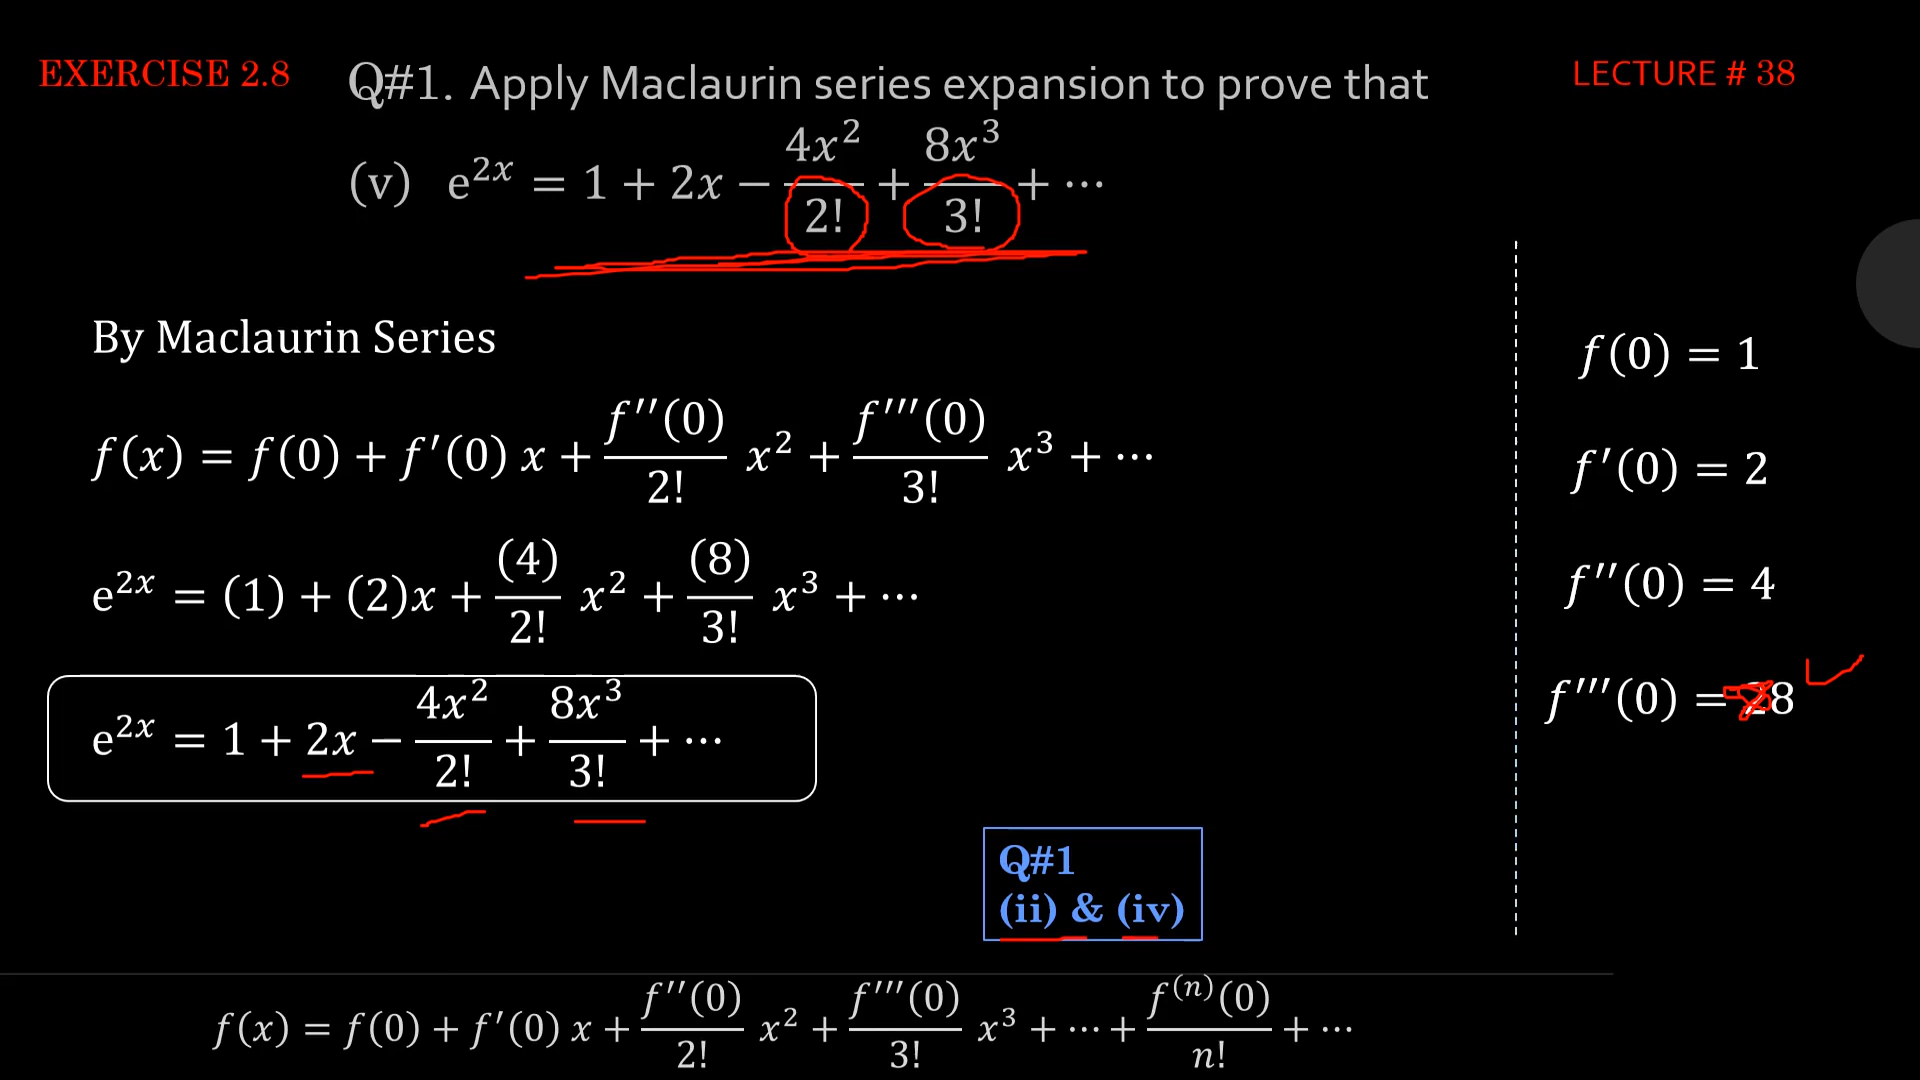 EXERCISE 2.8
Q#1. Apply Maclaurin series expansion to prove that
LECTURE # 38
(v) e^{2x} = 1 + 2x − 4x²/2! + 8x³/3! + ⋯
By Maclaurin Series
f(x) = f(0) + f′(0) x + f″(0)/2! x² + f‴(0)/3! x³ + ⋯
e^{2x} = (1) + (2)x + (4)/2! x² + (8)/3! x³ + ⋯
e^{2x} = 1 + 2x − 4x²/2! + 8x³/3! + ⋯
f(0) = 1
f′(0) = 2
f″(0) = 4
f‴(0) = 8
Q#1
(ii) & (iv)
f(x) = f(0) + f′(0) x + f″(0)/2! x² + f‴(0)/3! x³ + ⋯ + f^{(n)}(0)/n! + ⋯